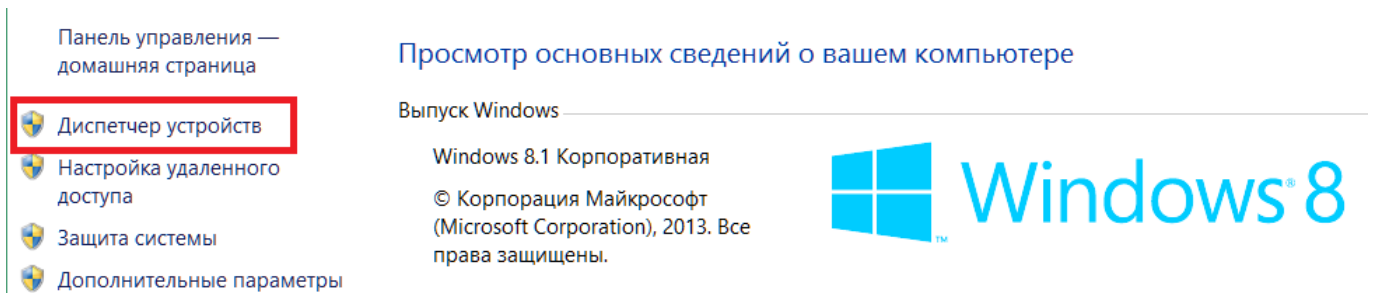 Панель управления —
домашняя страница
Диспетчер устройств
Настройка удаленного
доступа
Защита системы
Дополнительные параметры
Просмотр основных сведений о вашем компьютере
Выпуск Windows
Windows 8.1 Корпоративная
© Корпорация Майкрософт
(Microsoft Corporation), 2013. Все
права защищены.
Windows® 8
™